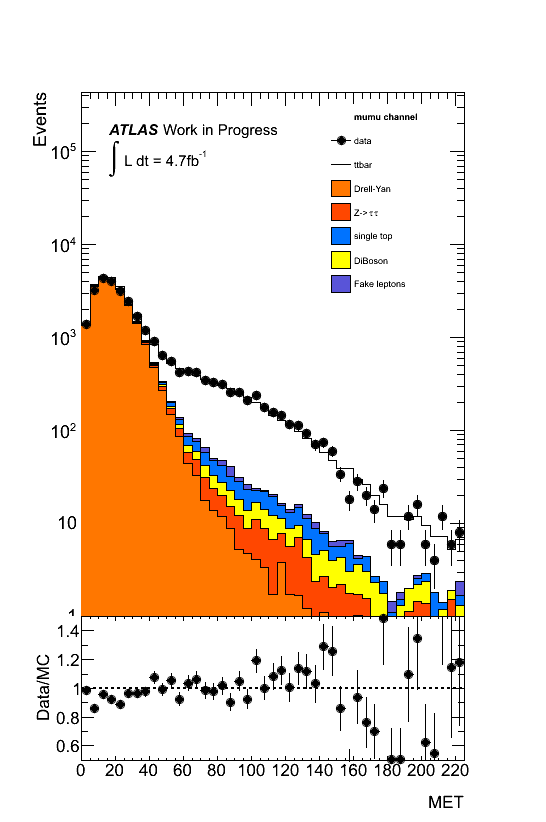 Events
10⁵
10⁴
10³
10²
10
1
ATLAS Work in Progress
∫ L dt = 4.7fb⁻¹
mumu channel
data
ttbar
Drell-Yan
Z->ττ
single top
DiBoson
Fake leptons
Data/MC
1.4
1.2
1
0.8
0.6
0 20 40 60 80 100 120 140 160 180 200 220
MET